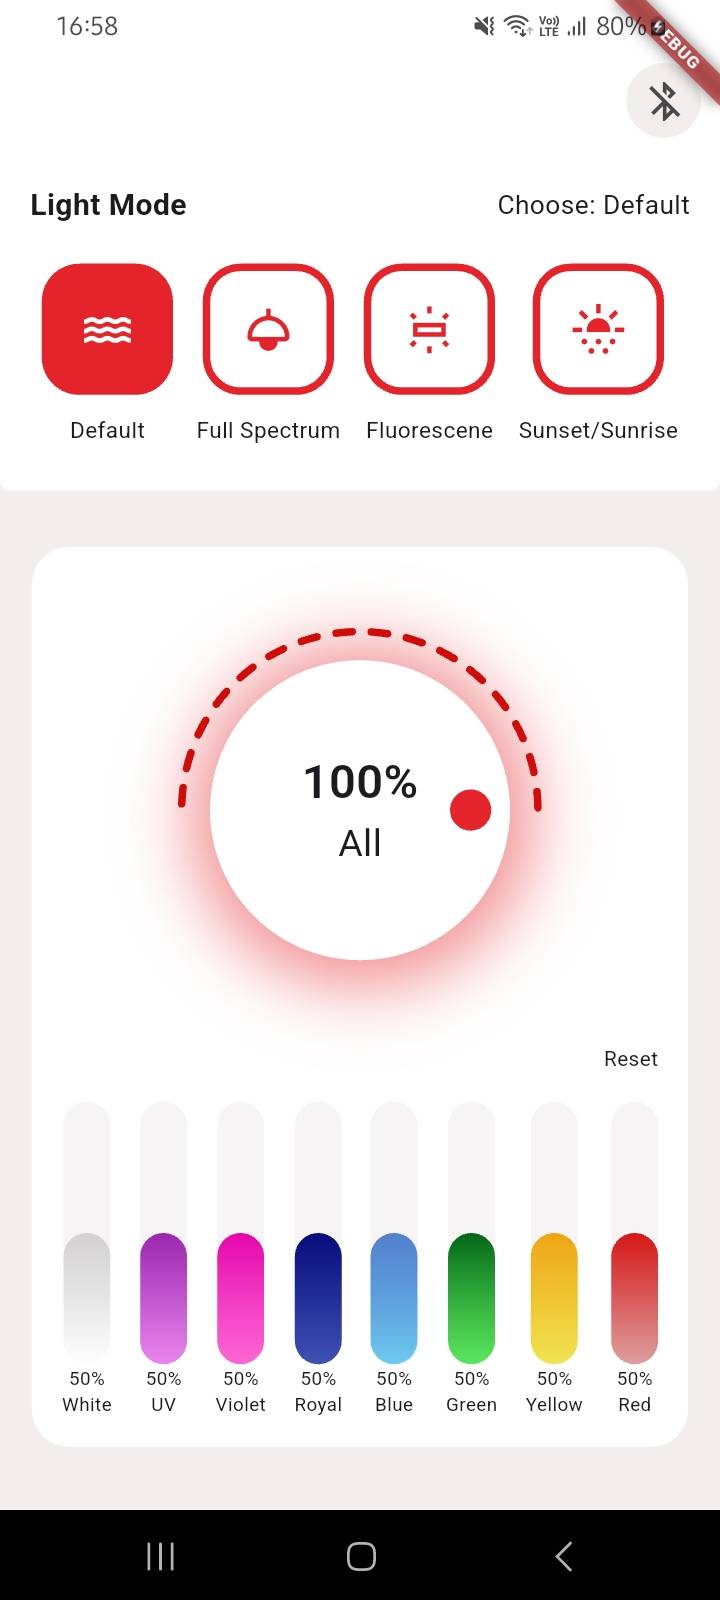 16:58
Vo)) LTE 80%
EBUG
Light Mode
Choose: Default
Default
Full Spectrum
Fluorescene
Sunset/Sunrise
100%
All
Reset
50% 50% 50% 50% 50% 50% 50% 50%
White UV Violet Royal Blue Green Yellow Red